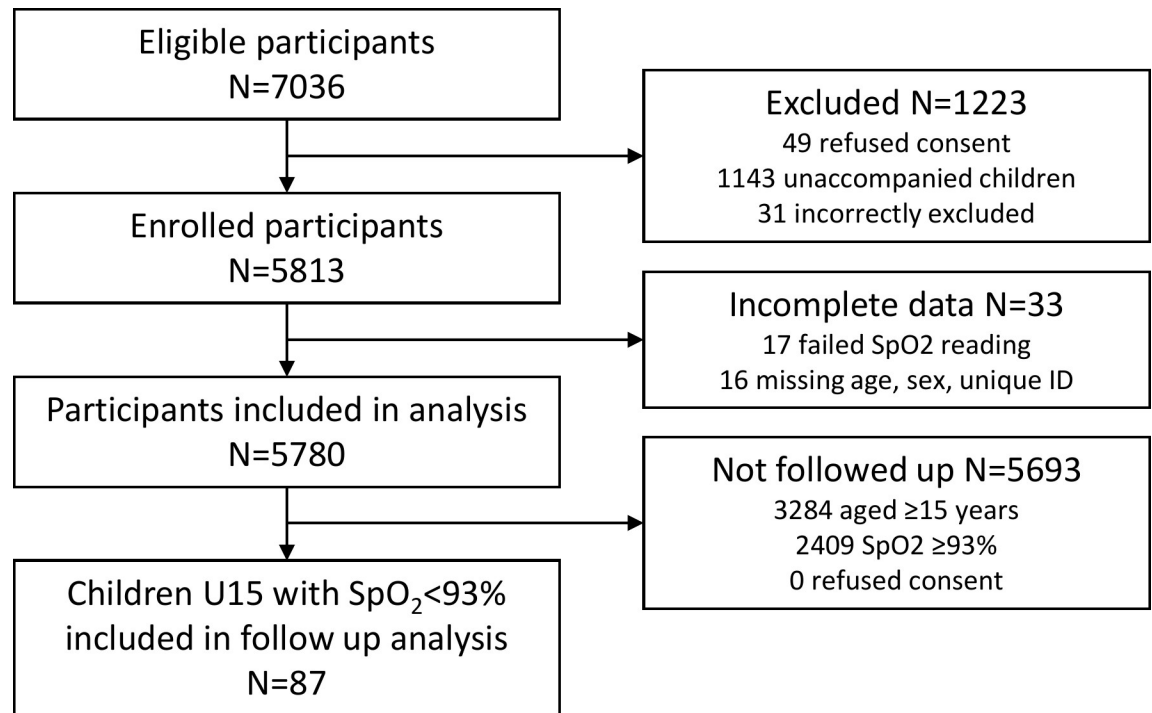 Eligible participants
N=7036
Excluded N=1223
49 refused consent
1143 unaccompanied children
31 incorrectly excluded
Enrolled participants
N=5813
Incomplete data N=33
17 failed SpO2 reading
16 missing age, sex, unique ID
Participants included in analysis
N=5780
Not followed up N=5693
3284 aged ≥15 years
2409 SpO2 ≥93%
0 refused consent
Children U15 with SpO₂<93%
included in follow up analysis
N=87